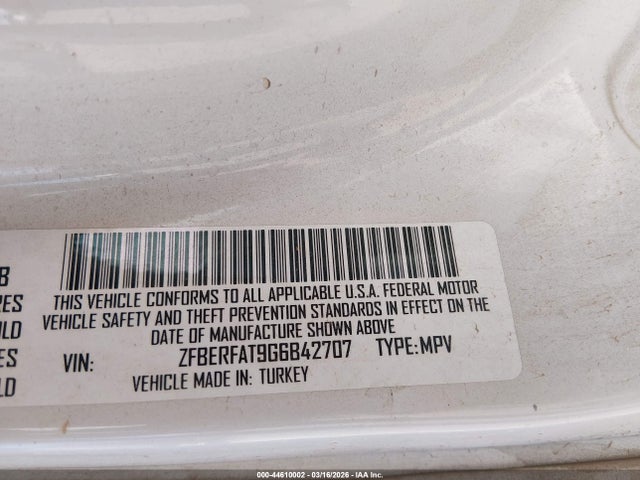 B
RES
THIS VEHICLE CONFORMS TO ALL APPLICABLE U.S.A. FEDERAL MOTOR
VEHICLE SAFETY AND THEFT PREVENTION STANDARDS IN EFFECT ON THE
DATE OF MANUFACTURE SHOWN ABOVE
VIN: ZFBERFAT9G6B42707 TYPE:MPV
VEHICLE MADE IN: TURKEY
000-44610002 - 03/16/2026 - IAA Inc.